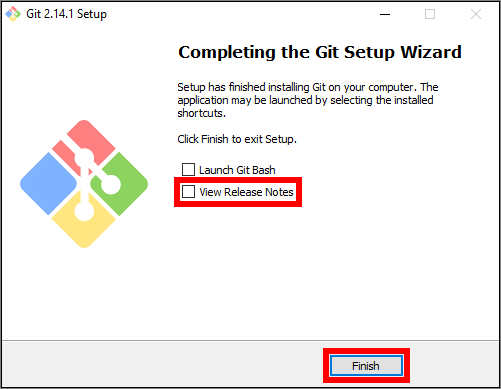 Git 2.14.1 Setup
Completing the Git Setup Wizard
Setup has finished installing Git on your computer. The
application may be launched by selecting the installed
shortcuts.
Click Finish to exit Setup.
Launch Git Bash
View Release Notes
Finish